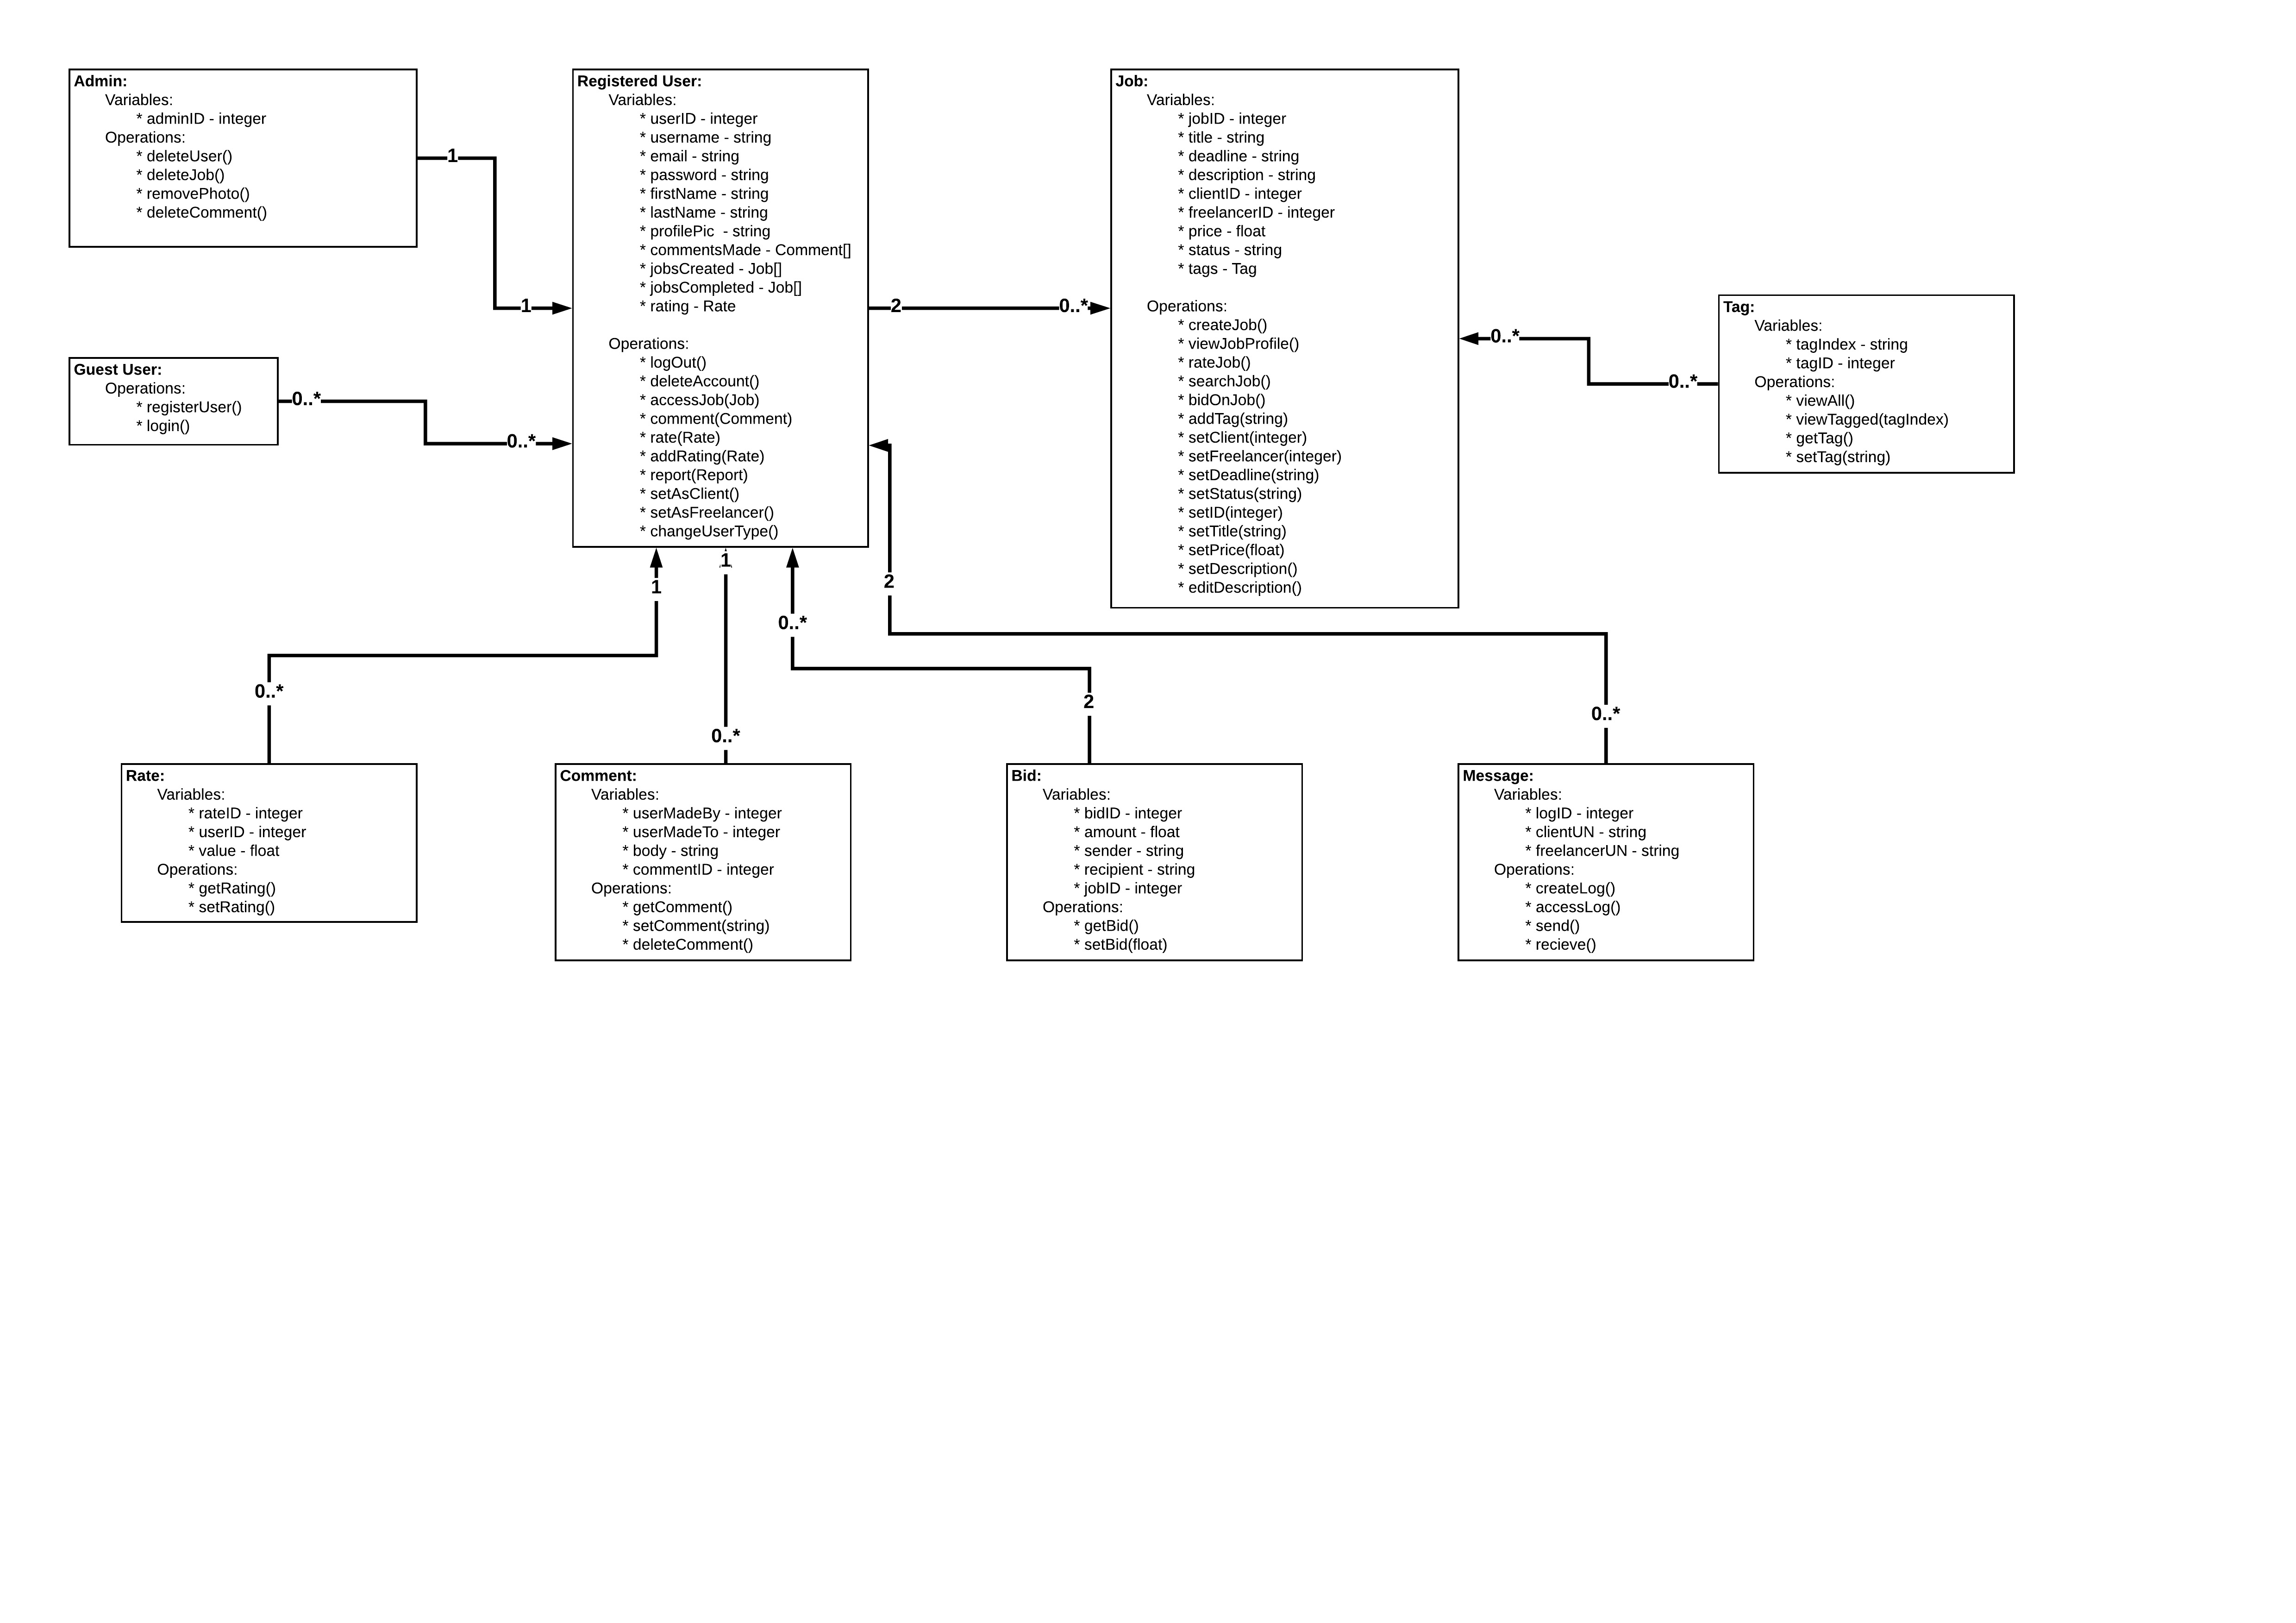 Admin:
Variables:
* adminID - integer
Operations:
* deleteUser()
* deleteJob()
* removePhoto()
* deleteComment()
1
1
Guest User:
Operations:
* registerUser()
* login()
0..*
0..*
Registered User:
Variables:
* userID - integer
* username - string
* email - string
* password - string
* firstName - string
* lastName - string
* profilePic  - string
* commentsMade - Comment[]
* jobsCreated - Job[]
* jobsCompleted - Job[]
* rating - Rate
Operations:
* logOut()
* deleteAccount()
* accessJob(Job)
* comment(Comment)
* rate(Rate)
* addRating(Rate)
* report(Report)
* setAsClient()
* setAsFreelancer()
* changeUserType()
2
0..*
Job:
Variables:
* jobID - integer
* title - string
* deadline - string
* description - string
* clientID - integer
* freelancerID - integer
* price - float
* status - string
* tags - Tag
Operations:
* createJob()
* viewJobProfile()
* rateJob()
* searchJob()
* bidOnJob()
* addTag(string)
* setClient(integer)
* setFreelancer(integer)
* setDeadline(string)
* setStatus(string)
* setID(integer)
* setTitle(string)
* setPrice(float)
* setDescription()
* editDescription()
0..*
0..*
Tag:
Variables:
* tagIndex - string
* tagID - integer
Operations:
* viewAll()
* viewTagged(tagIndex)
* getTag()
* setTag(string)
1
1
0..*
2
0..*
0..*
2
0..*
Rate:
Variables:
* rateID - integer
* userID - integer
* value - float
Operations:
* getRating()
* setRating()
Comment:
Variables:
* userMadeBy - integer
* userMadeTo - integer
* body - string
* commentID - integer
Operations:
* getComment()
* setComment(string)
* deleteComment()
Bid:
Variables:
* bidID - integer
* amount - float
* sender - string
* recipient - string
* jobID - integer
Operations:
* getBid()
* setBid(float)
Message:
Variables:
* logID - integer
* clientUN - string
* freelancerUN - string
Operations:
* createLog()
* accessLog()
* send()
* recieve()